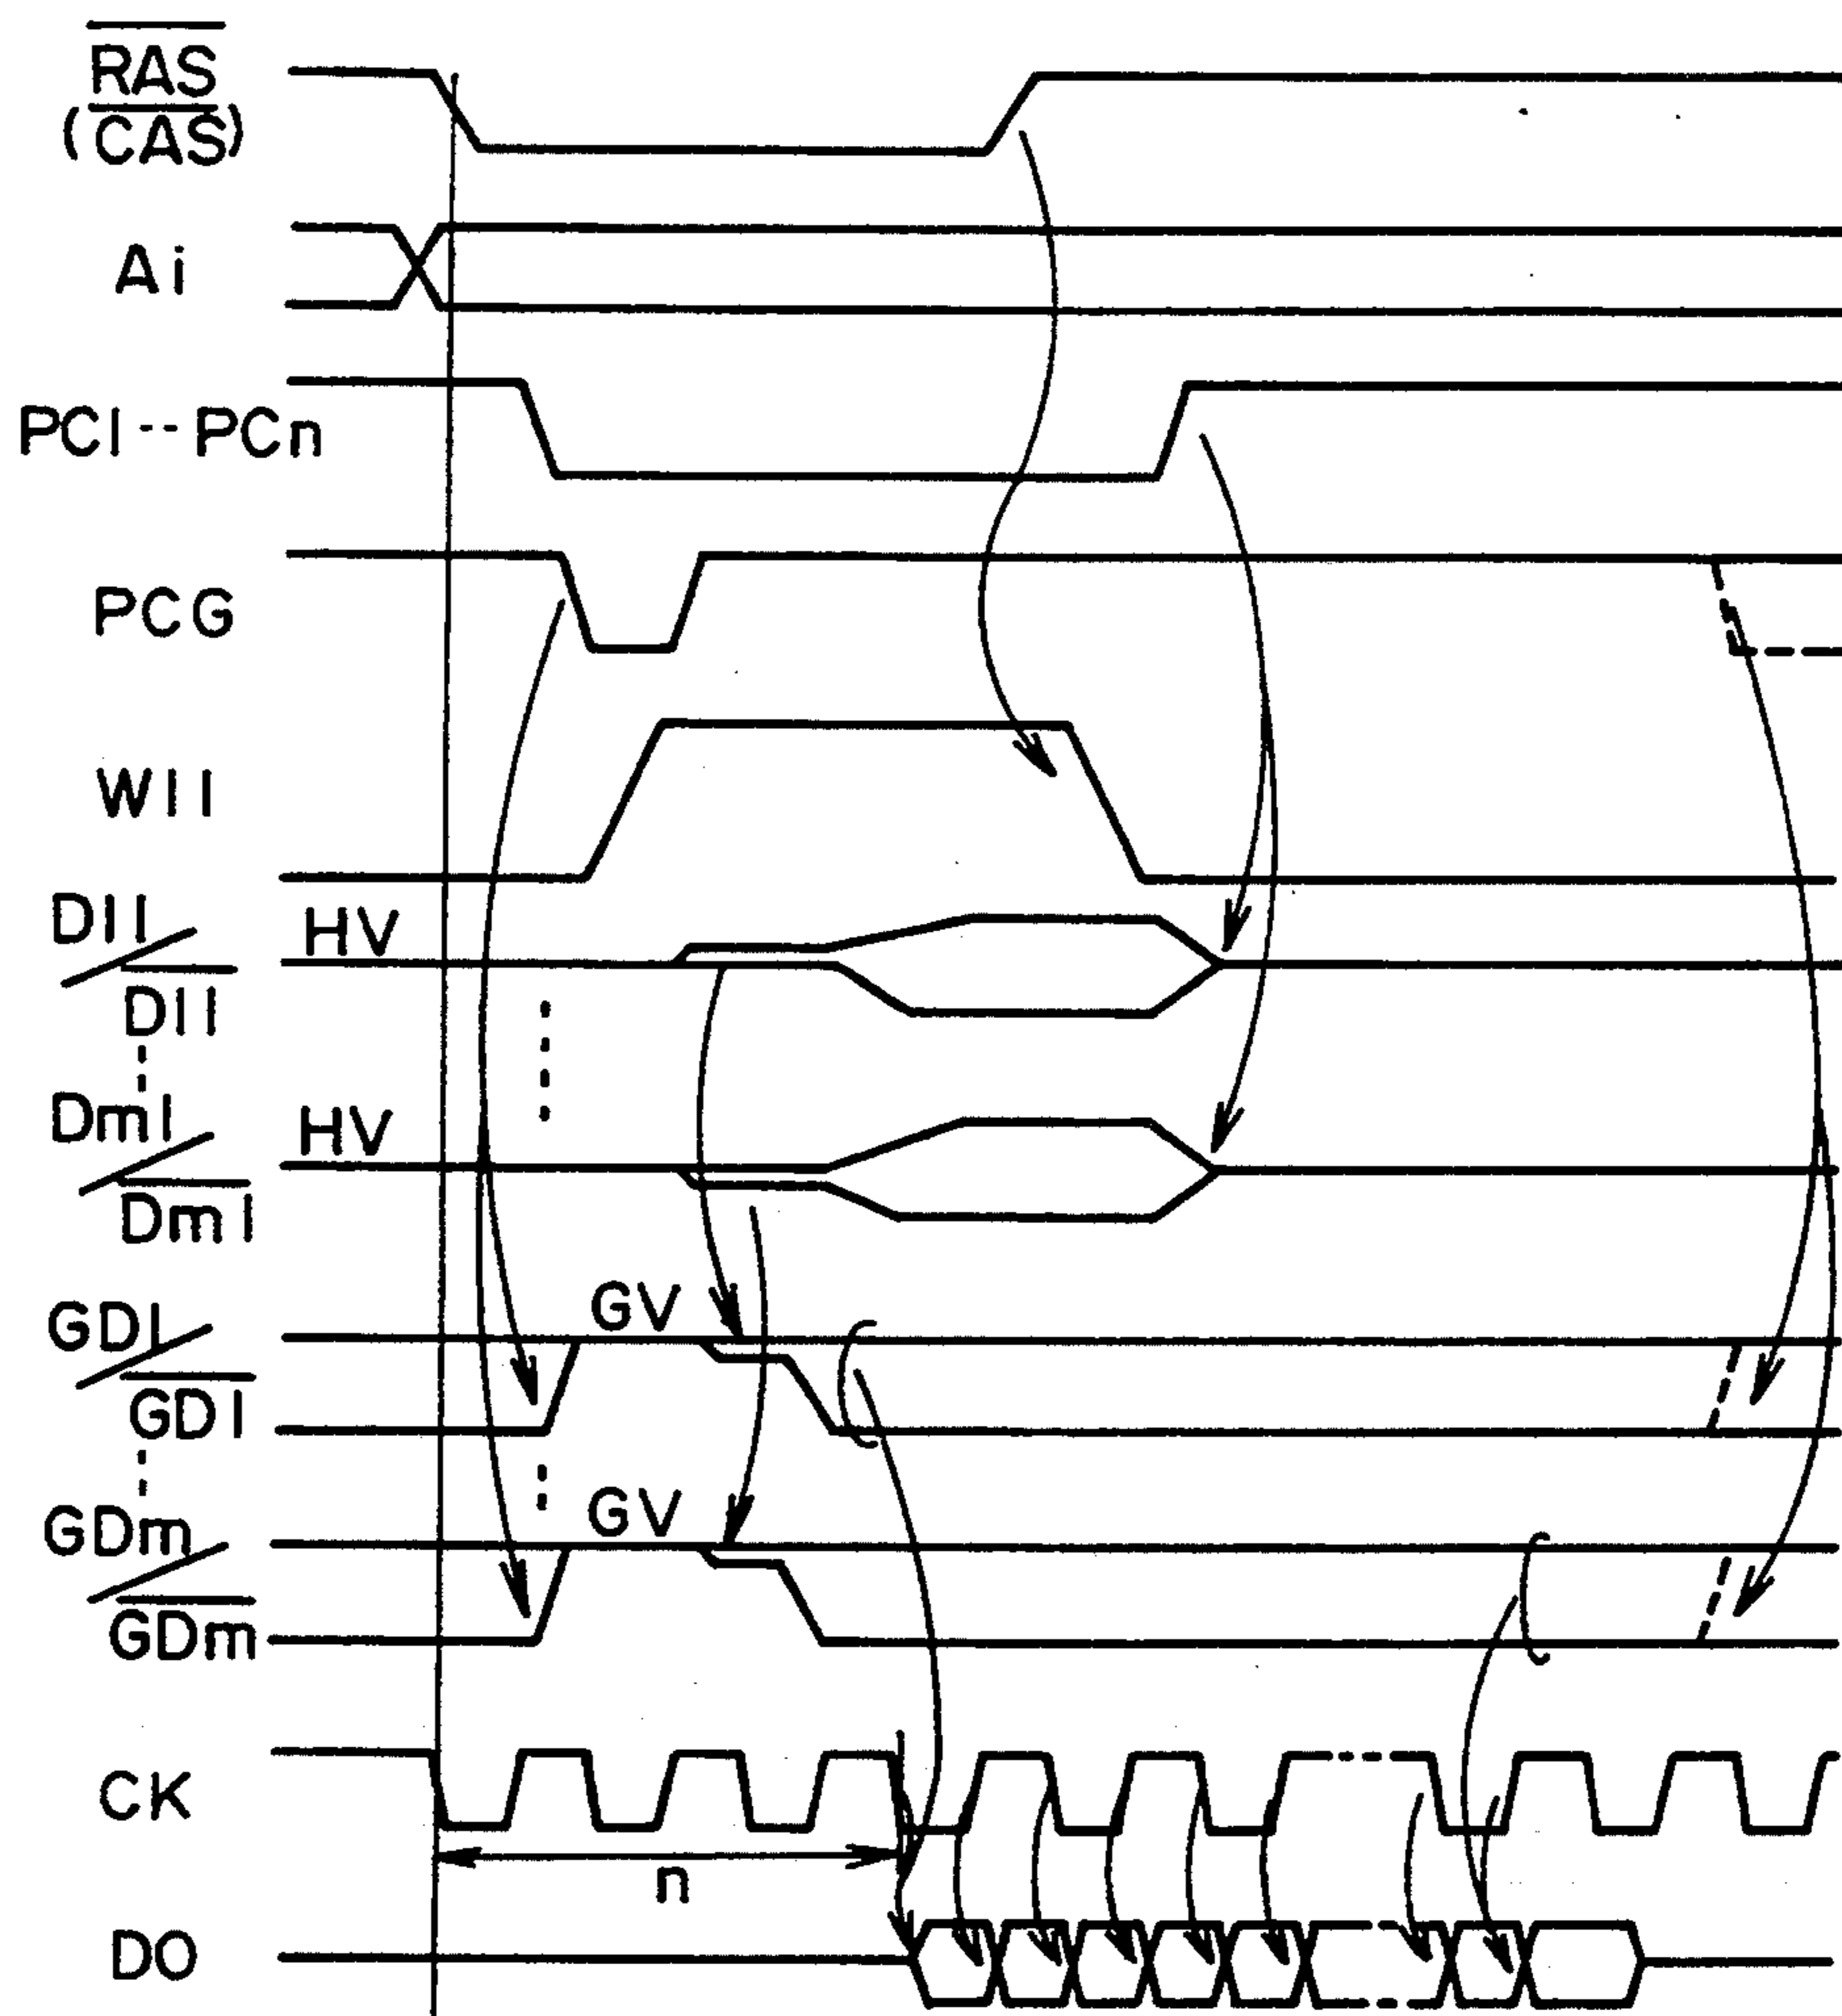 RAS
(CAS)
Ai
PC1--PCn
PCG
W11
D11
HV
D11
Dm1
HV
Dm1
GD1
GV
GD1
GDm
GV
GDm
CK
n
DO